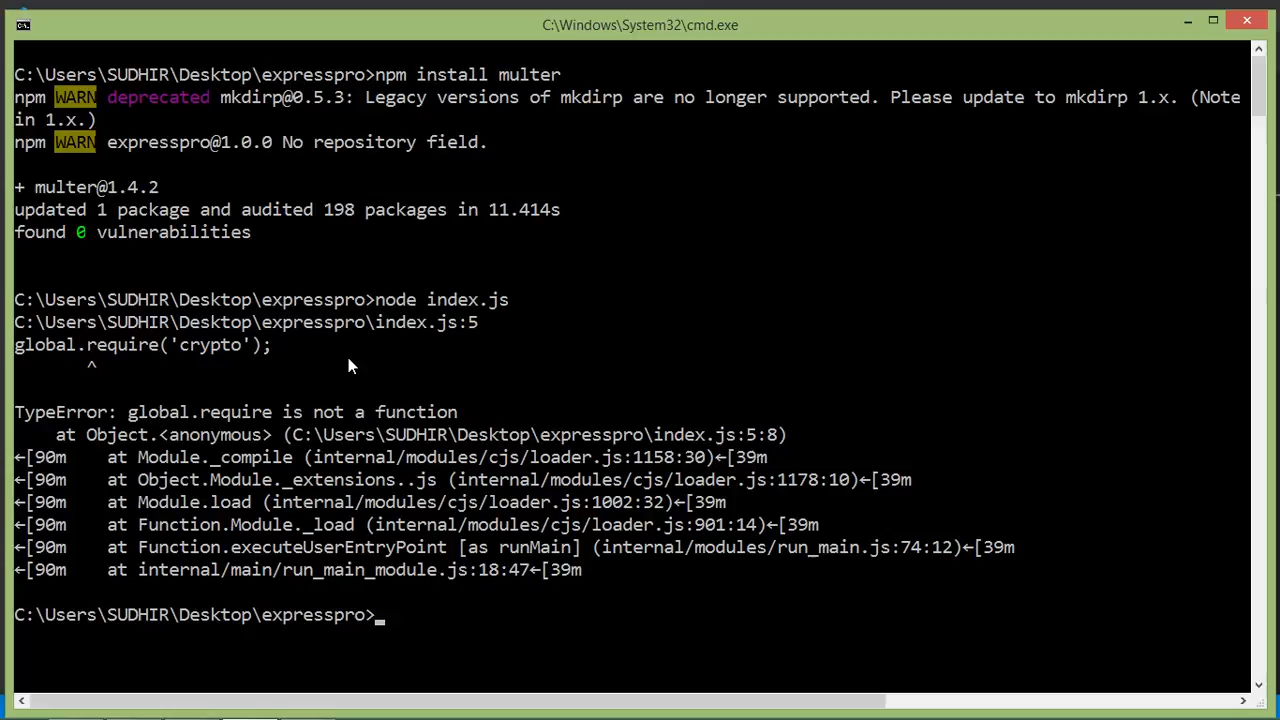 C:\Windows\System32\cmd.exe
C:\Users\SUDHIR\Desktop\expresspro>npm install multer
npm WARN deprecated mkdirp@0.5.3: Legacy versions of mkdirp are no longer supported. Please update to mkdirp 1.x. (Note
in 1.x.)
npm WARN expresspro@1.0.0 No repository field.
+ multer@1.4.2
updated 1 package and audited 198 packages in 11.414s
found 0 vulnerabilities
C:\Users\SUDHIR\Desktop\expresspro>node index.js
C:\Users\SUDHIR\Desktop\expresspro\index.js:5
global.require('crypto');
^
TypeError: global.require is not a function
at Object.<anonymous> (C:\Users\SUDHIR\Desktop\expresspro\index.js:5:8)
←[90m    at Module._compile (internal/modules/cjs/loader.js:1158:30)←[39m
←[90m    at Object.Module._extensions..js (internal/modules/cjs/loader.js:1178:10)←[39m
←[90m    at Module.load (internal/modules/cjs/loader.js:1002:32)←[39m
←[90m    at Function.Module._load (internal/modules/cjs/loader.js:901:14)←[39m
←[90m    at Function.executeUserEntryPoint [as runMain] (internal/modules/run_main.js:74:12)←[39m
←[90m    at internal/main/run_main_module.js:18:47←[39m
C:\Users\SUDHIR\Desktop\expresspro>